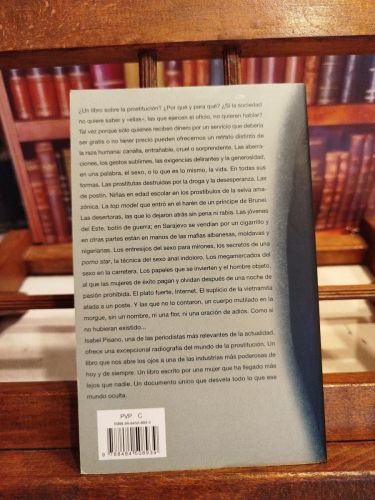 ¿Un libro sobre la prostitución? ¿Por qué y para qué? ¿Si la sociedad
no quiere saber y «ellas», las que ejercen el oficio, no quieren hablar?
Tal vez porque sólo quienes reciben dinero por un servicio que debería
ser gratis o no tener precio pueden ofrecernos un retrato distinto de
la raza humana: canalla, entrañable, cruel o sorprendente. Las aberra-
ciones, los gestos sublimes, las exigencias delirantes y la generosidad,
en una palabra, el sexo, o lo que es lo mismo, la vida. En todas sus
formas. Las prostitutas destruidas por la droga y la desesperanza. Las
de postín. Niñas en edad escolar en los prostíbulos de la selva ama-
zónica. La top model que entró en el harén de un príncipe de Brunei.
Las desertoras, las que lo dejaron atrás sin pena ni rabia. Las jóvenes
del Este, botín de guerra; en Sarajevo se vendían por un cigarrillo y
en otras partes están en manos de las mafias albanesas, moldavas y
nigerianas. Los entresijos del sexo para mirones, los secretos de una
porno star, la técnica del sexo anal indoloro. Los megamercados del
sexo en la carretera. Los papeles que se invierten y el hombre objeto,
al que las mujeres de éxito pagan y olvidan después de una noche de
pasión prohibida. El plato fuerte, Internet. El suplicio de la vietnamita
atado a un poste. Y las que no lo contaron, un cuerpo mutilado en la
morgue, sin un nombre, ni una flor, ni una oración de adiós. Como si
no hubieran existido...
Isabel Pisano, una de las periodistas más relevantes de la actualidad,
ofrece una excepcional radiografía del mundo de la prostitución. Un
libro que nos abre los ojos a una de las industrias más poderosas de
hoy y de siempre. Un libro escrito por una mujer que ha llegado más
lejos que nadie. Un documento único que desvela todo lo que ese
mundo oculta.
PVP C